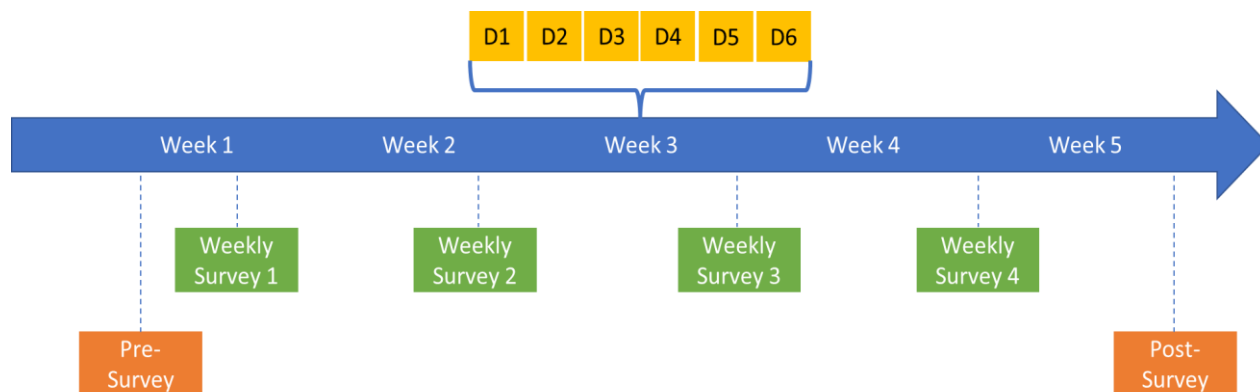 D1 D2 D3 D4 D5 D6
Week 1 Week 2 Week 3 Week 4 Week 5
Weekly
Survey 1
Weekly
Survey 2
Weekly
Survey 3
Weekly
Survey 4
Pre-
Survey
Post-
Survey